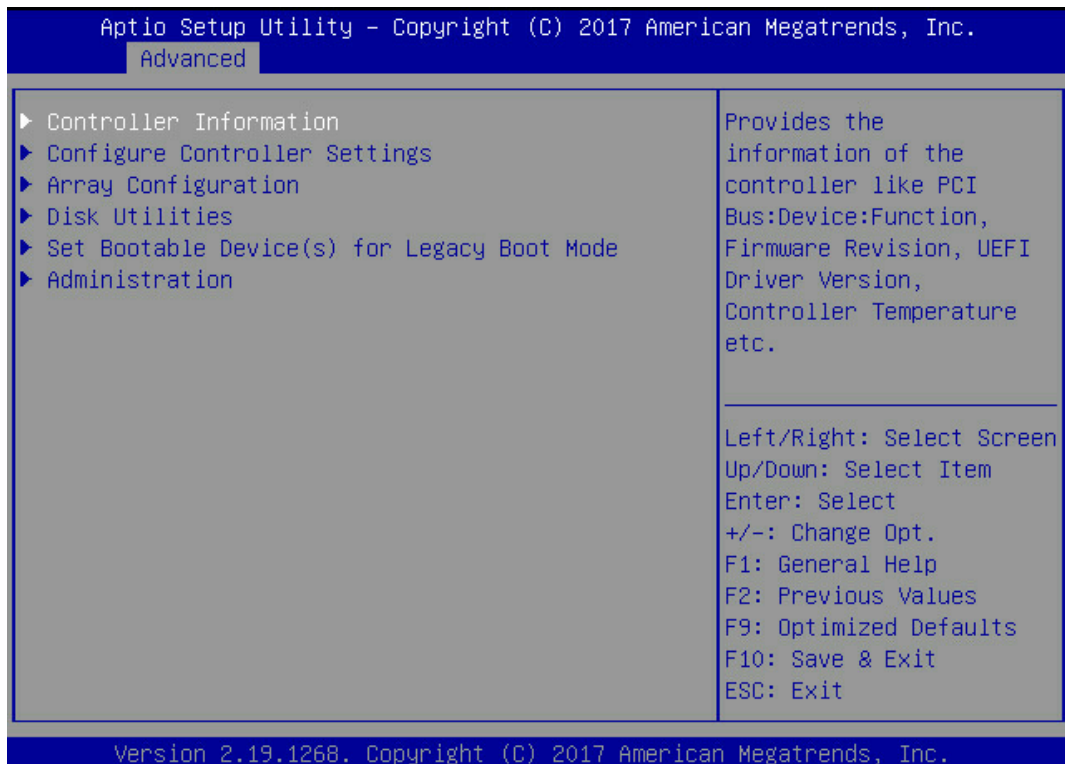 Aptio Setup Utility – Copyright (C) 2017 American Megatrends, Inc.
Advanced
Controller Information
Configure Controller Settings
Array Configuration
Disk Utilities
Set Bootable Device(s) for Legacy Boot Mode
Administration
Provides the
information of the
controller like PCI
Bus:Device:Function,
Firmware Revision, UEFI
Driver Version,
Controller Temperature
etc.
Left/Right: Select Screen
Up/Down: Select Item
Enter: Select
+/-: Change Opt.
F1: General Help
F2: Previous Values
F9: Optimized Defaults
F10: Save & Exit
ESC: Exit
Version 2.19.1268. Copyright (C) 2017 American Megatrends, Inc.